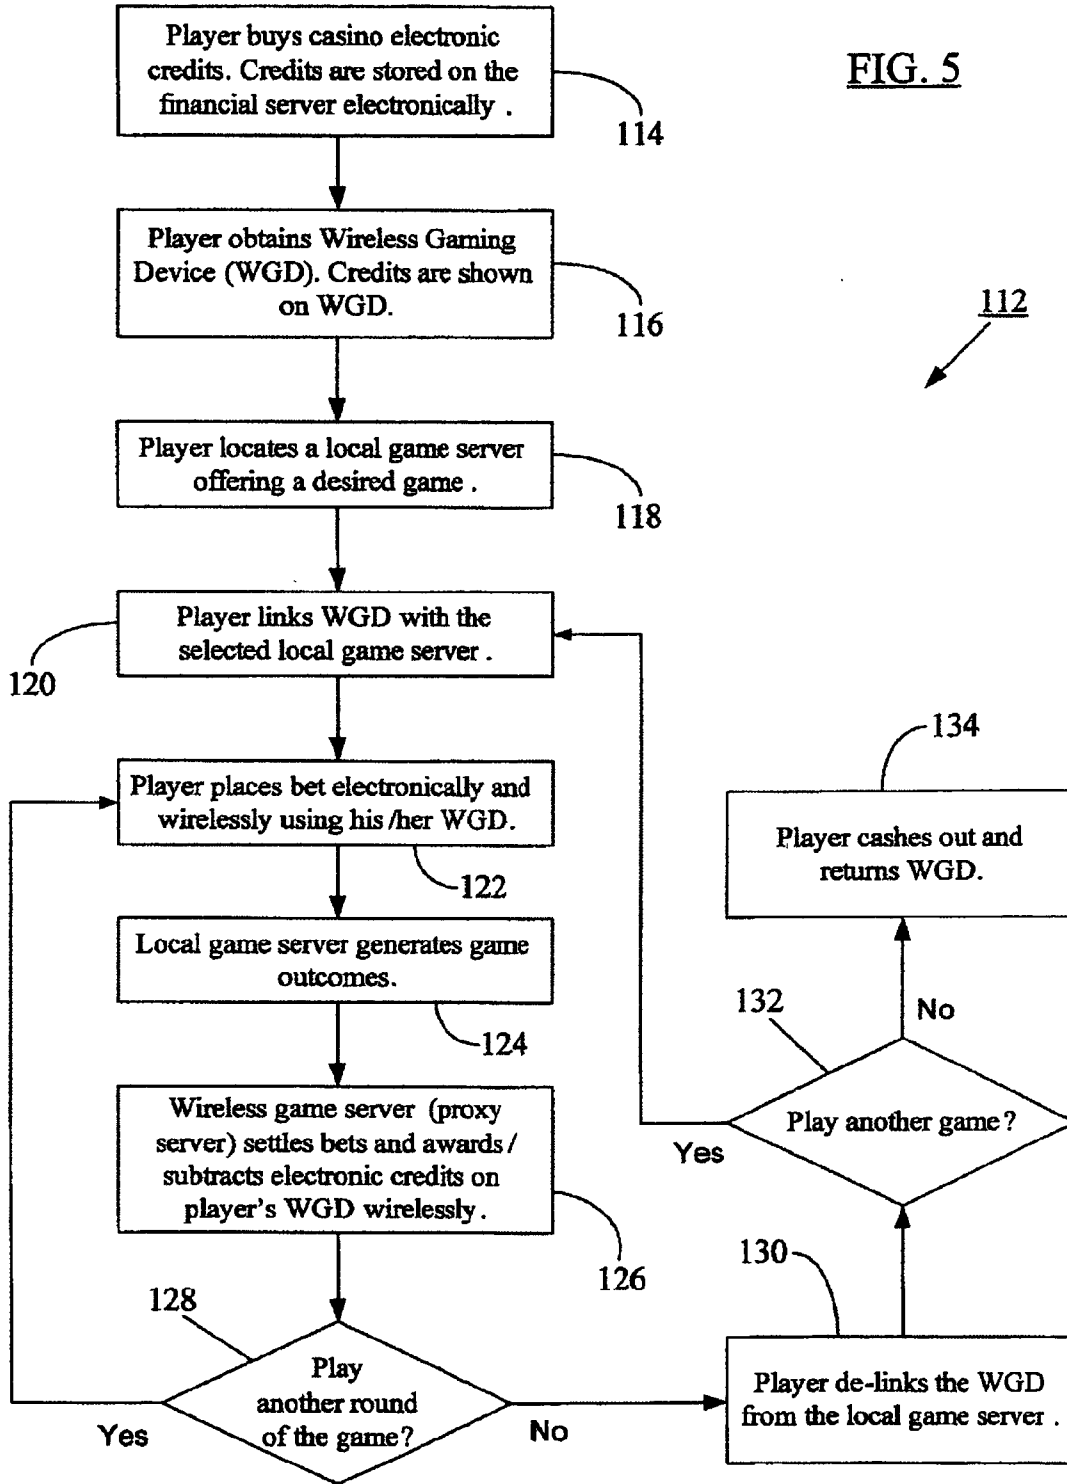 Player buys casino electronic
credits. Credits are stored on the
financial server electronically .
114
FIG. 5
Player obtains Wireless Gaming
Device (WGD). Credits are shown
on WGD.
116
112
Player locates a local game server
offering a desired game .
118
Player links WGD with the
selected local game server .
120
Player places bet electronically and
wirelessly using his /her WGD.
122
Local game server generates game
outcomes.
124
Wireless game server (proxy
server) settles bets and awards /
subtracts electronic credits on
player's WGD wirelessly .
126
128
Play
another round
of the game?
Yes
No
130
Player de-links the WGD
from the local game server .
132
Play another game ?
Yes
No
134
Player cashes out and
returns WGD.